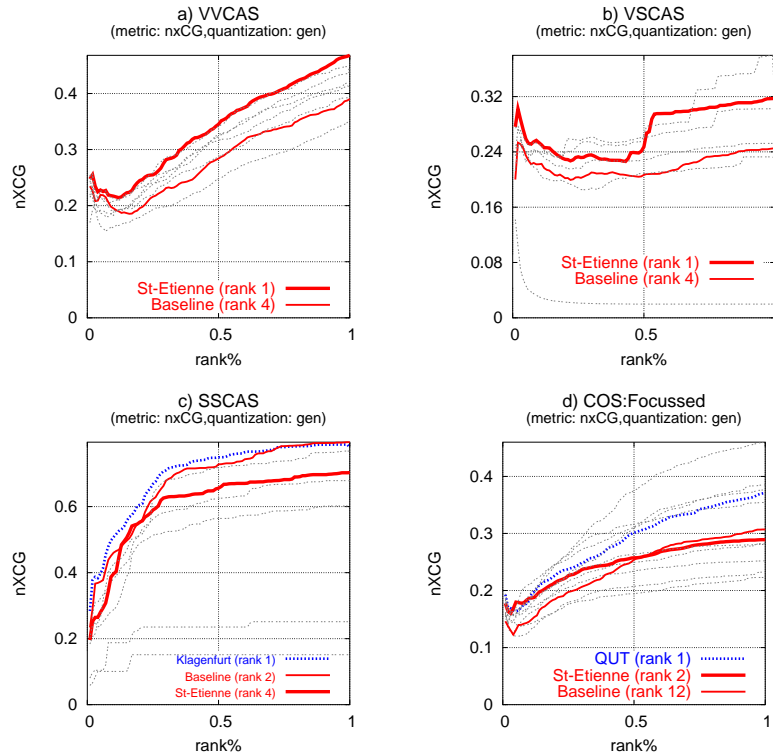 a) VVCAS
(metric: nxCG,quantization: gen)
nXCG
0.4
0.3
0.2
0.1
0
0
0.5
1
rank%
St-Etienne (rank 1)
Baseline (rank 4)
b) VSCAS
(metric: nxCG,quantization: gen)
nXCG
0.32
0.24
0.16
0.08
0
0
0.5
1
rank%
St-Etienne (rank 1)
Baseline (rank 4)
c) SSCAS
(metric: nxCG,quantization: gen)
nXCG
0.6
0.4
0.2
0
0
0.5
1
rank%
Klagenfurt (rank 1)
Baseline (rank 2)
St-Etienne (rank 4)
d) COS:Focussed
(metric: nxCG,quantization: gen)
nXCG
0.4
0.3
0.2
0.1
0
0
0.5
1
rank%
QUT (rank 1)
St-Etienne (rank 2)
Baseline (rank 12)